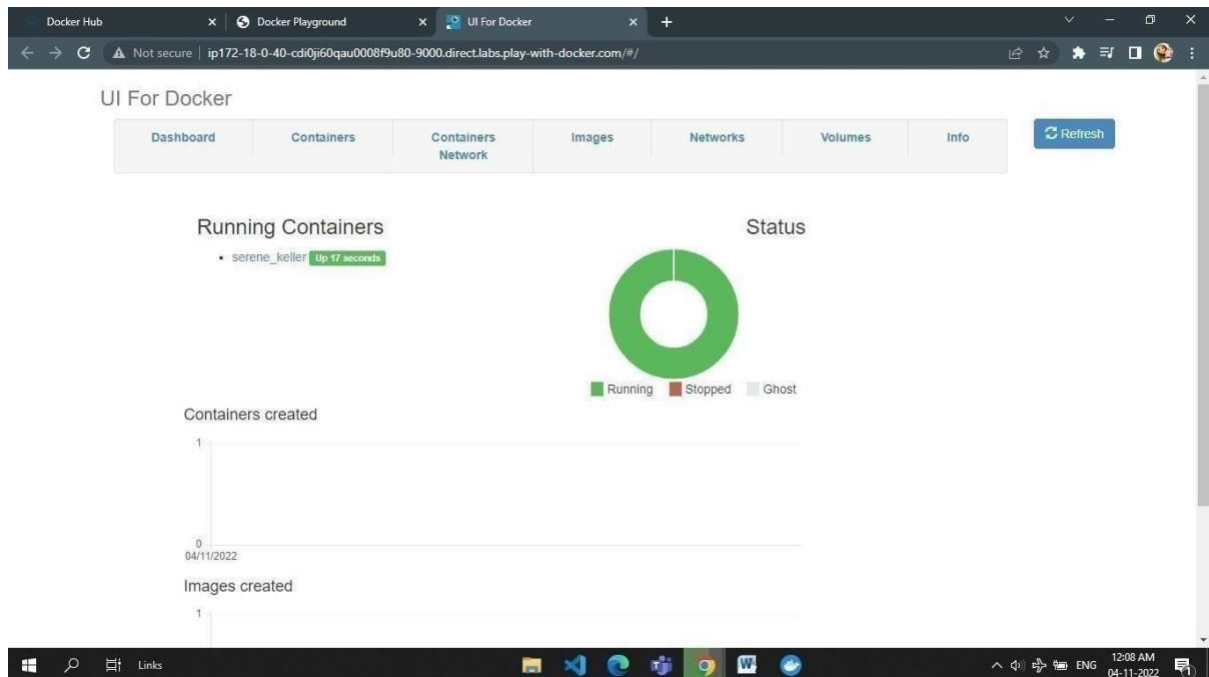 Docker Hub
Docker Playground
UI For Docker
Not secure | ip172-18-0-40-cdi0ji60qau0008f9u80-9000.direct.labs.play-with-docker.com/#/
UI For Docker
Dashboard
Containers
Containers
Network
Images
Networks
Volumes
Info
Refresh
Running Containers
serene_keller Up 17 seconds
Status
Running
Stopped
Ghost
Containers created
1
0
04/11/2022
Images created
1
Links
ENG
12:08 AM
04-11-2022